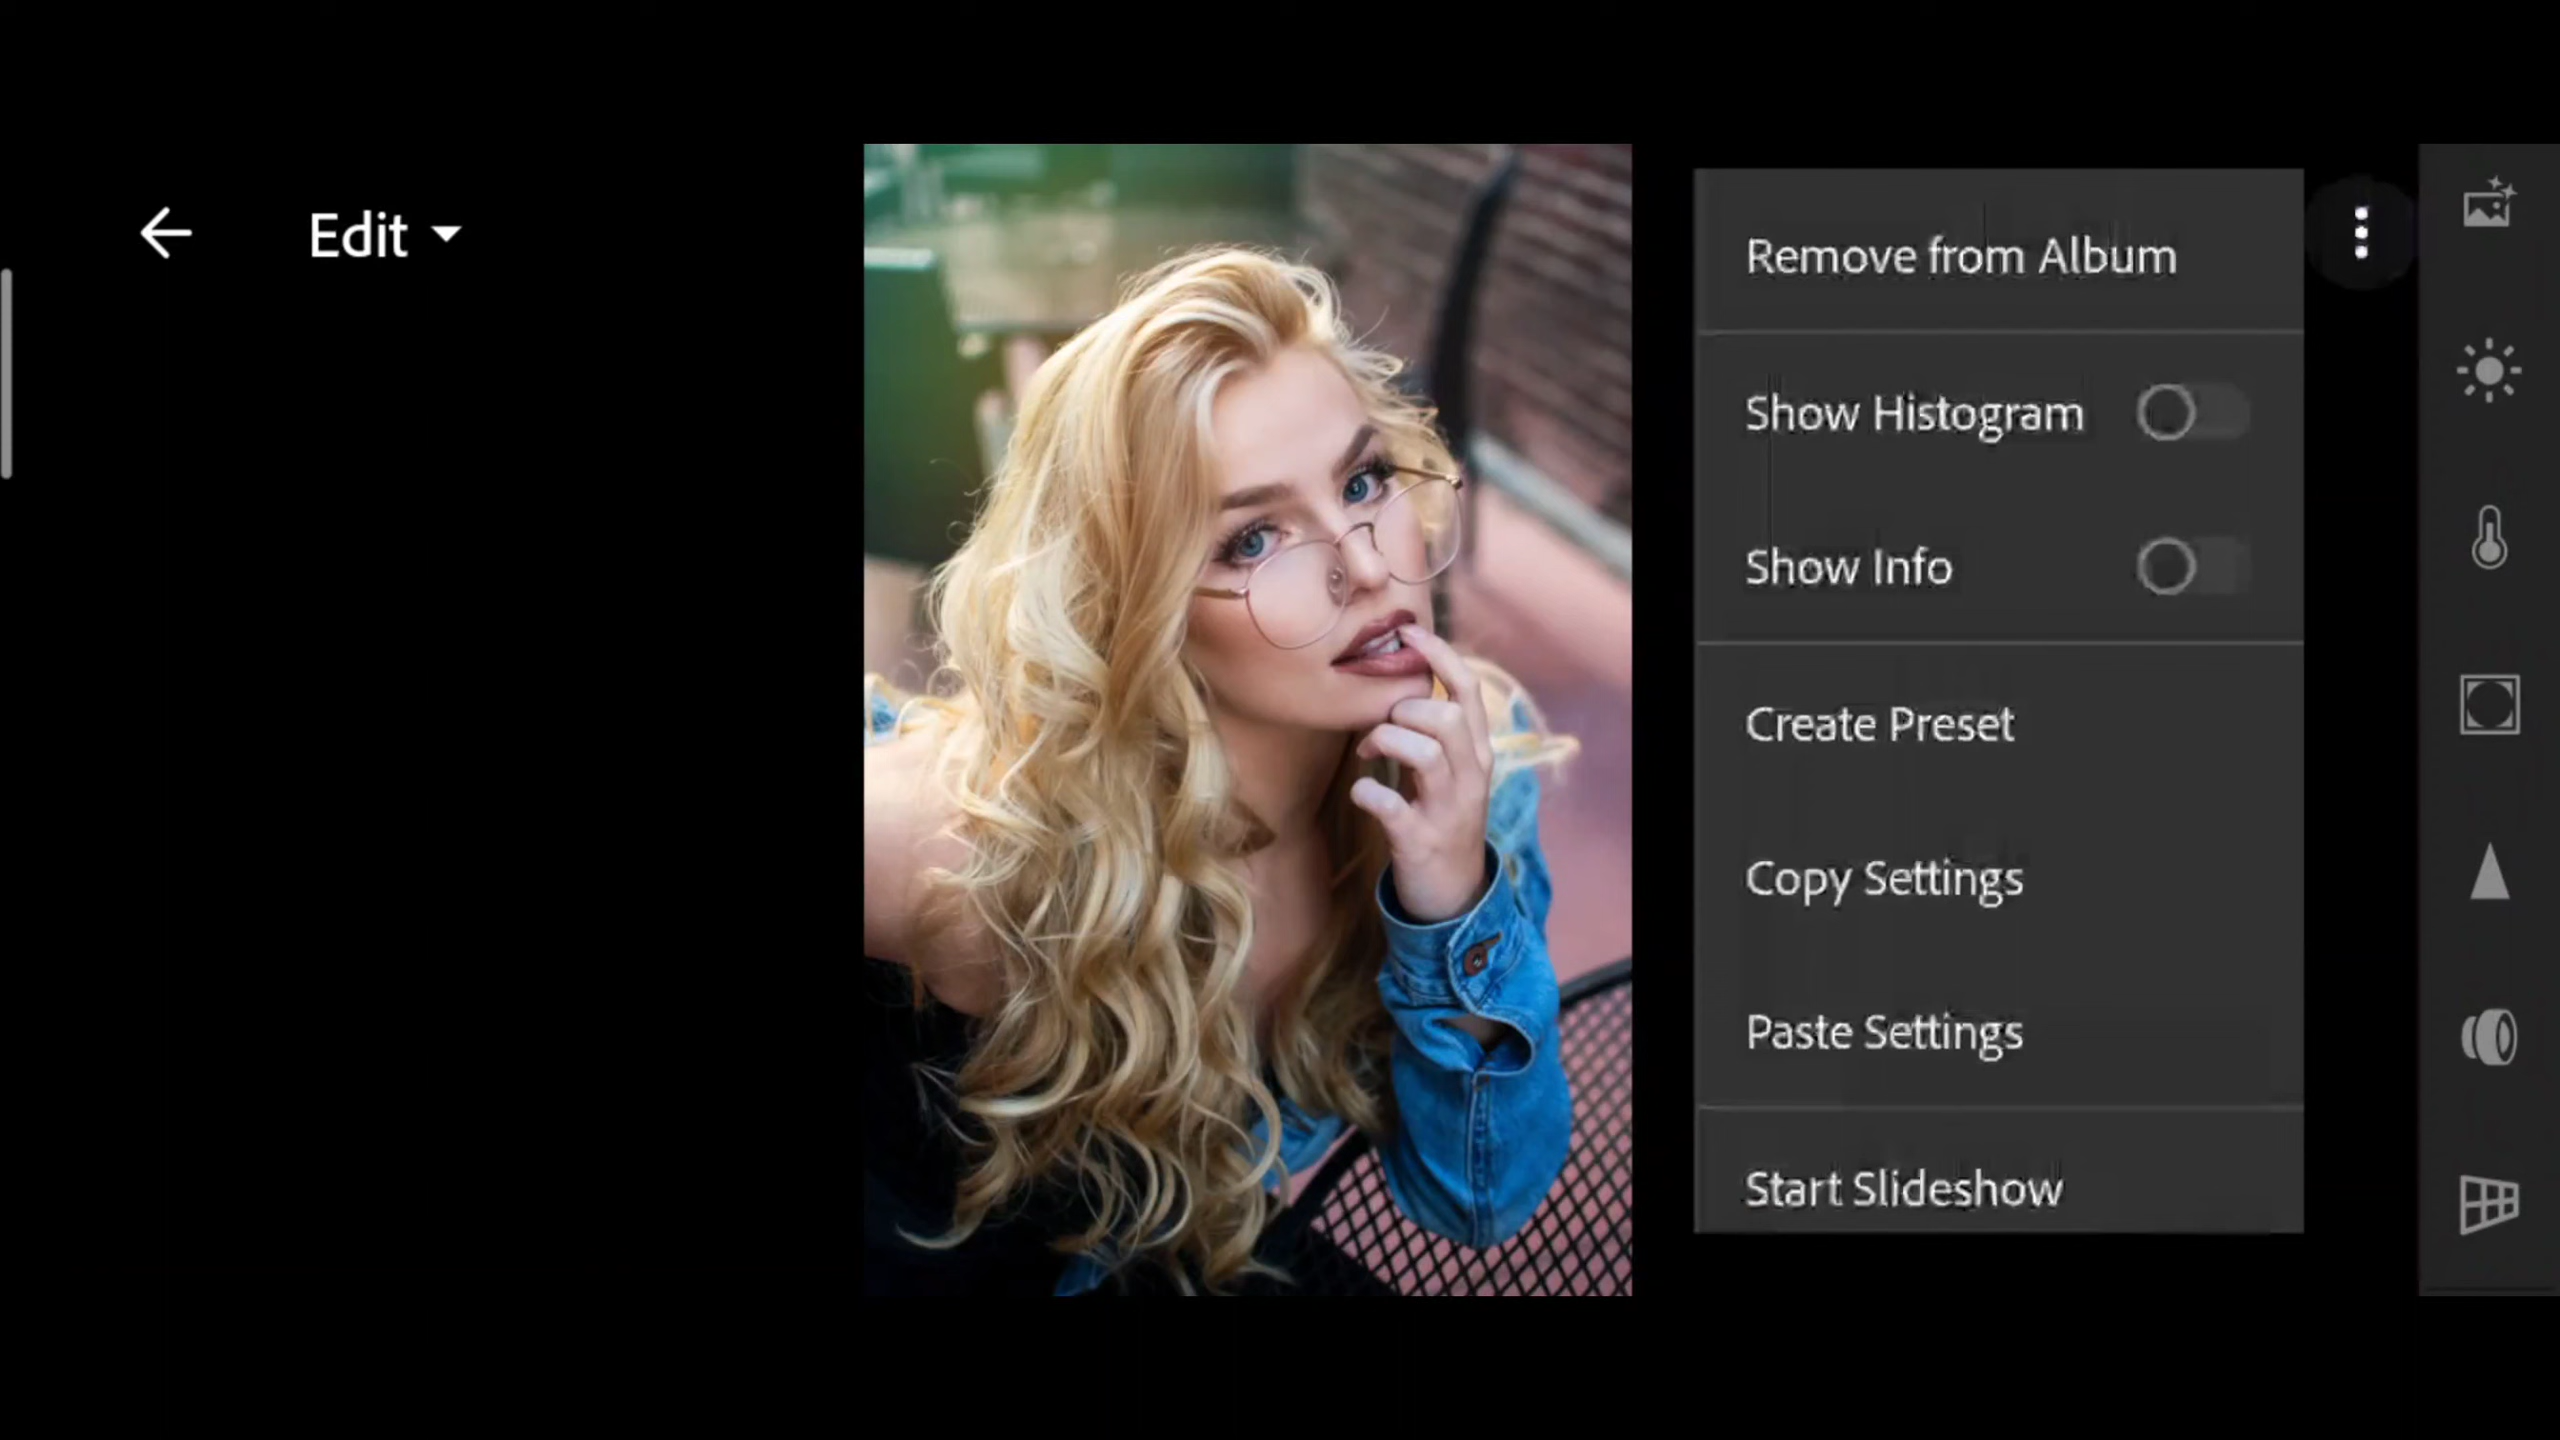 Edit
Remove from Album
Show Histogram
Show Info
Create Preset
Copy Settings
Paste Settings
Start Slideshow